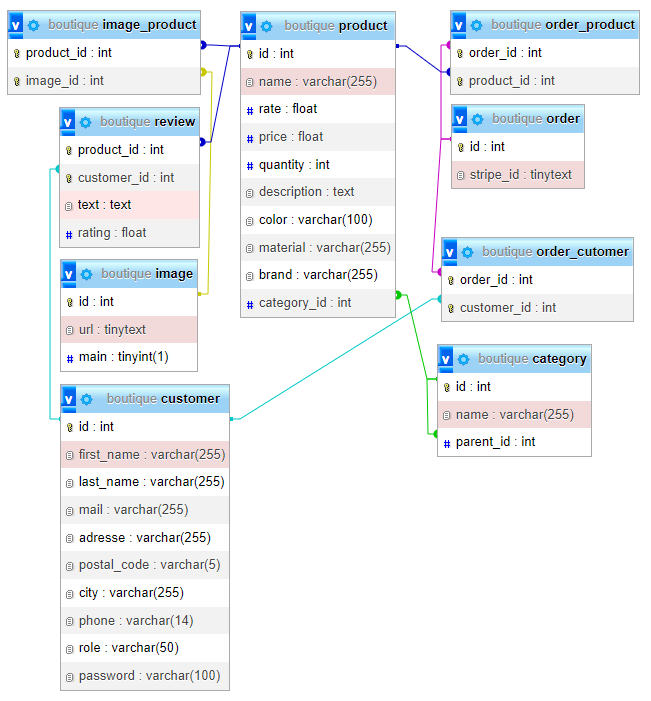 boutique image_product
product_id : int
image_id : int
boutique review
product_id : int
customer_id : int
text : text
rating : float
boutique image
id : int
url : tinytext
main : tinyint(1)
boutique customer
id : int
first_name : varchar(255)
last_name : varchar(255)
mail : varchar(255)
adresse : varchar(255)
postal_code : varchar(5)
city : varchar(255)
phone : varchar(14)
role : varchar(50)
password : varchar(100)
boutique product
id : int
name : varchar(255)
rate : float
price : float
quantity : int
description : text
color : varchar(100)
material : varchar(255)
brand : varchar(255)
category_id : int
boutique order_product
order_id : int
product_id : int
boutique order
id : int
stripe_id : tinytext
boutique order_cutomer
order_id : int
customer_id : int
boutique category
id : int
name : varchar(255)
parent_id : int